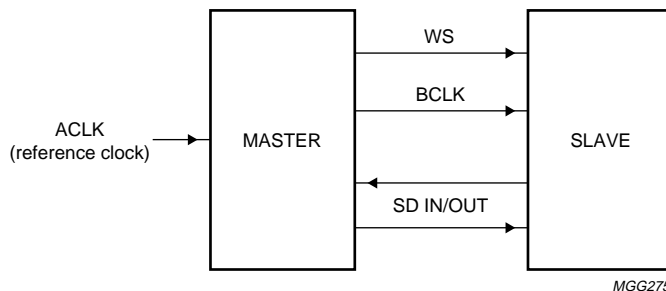 WS
BCLK
ACLK
(reference clock)
MASTER
SLAVE
SD IN/OUT
MGG275